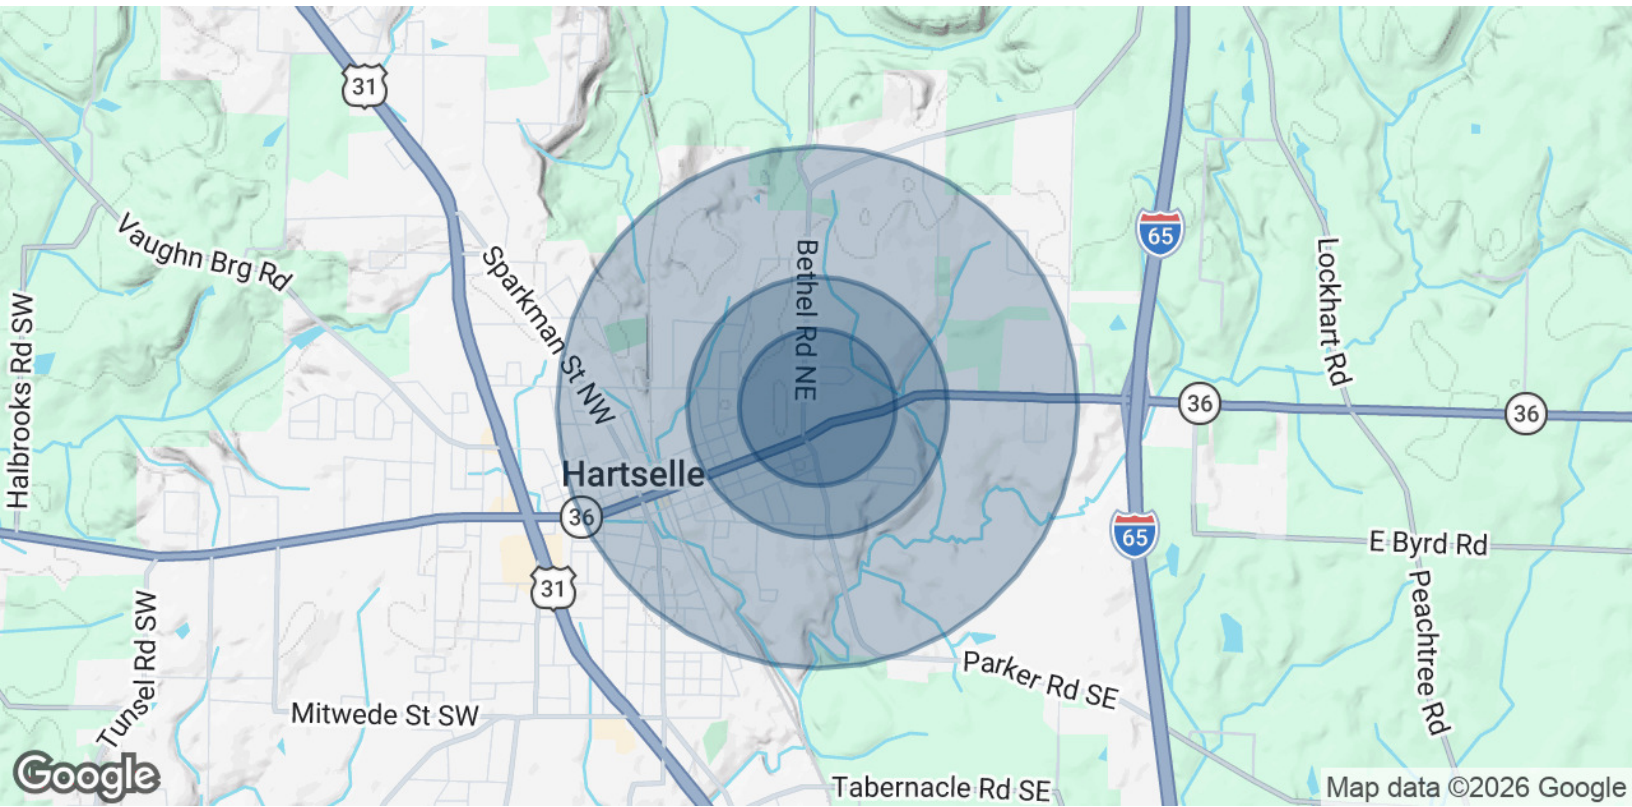 31
Vaughn Brg Rd
Sparkman St NW
Bethel Rd NE
65
Lockhart Rd
Halbrooks Rd SW
36
36
Hartselle
36
65
E Byrd Rd
31
Tunsel Rd SW
Peachtree Rd
Parker Rd SE
Mitwede St SW
Google
Tabernacle Rd SE
Map data ©2026 Google